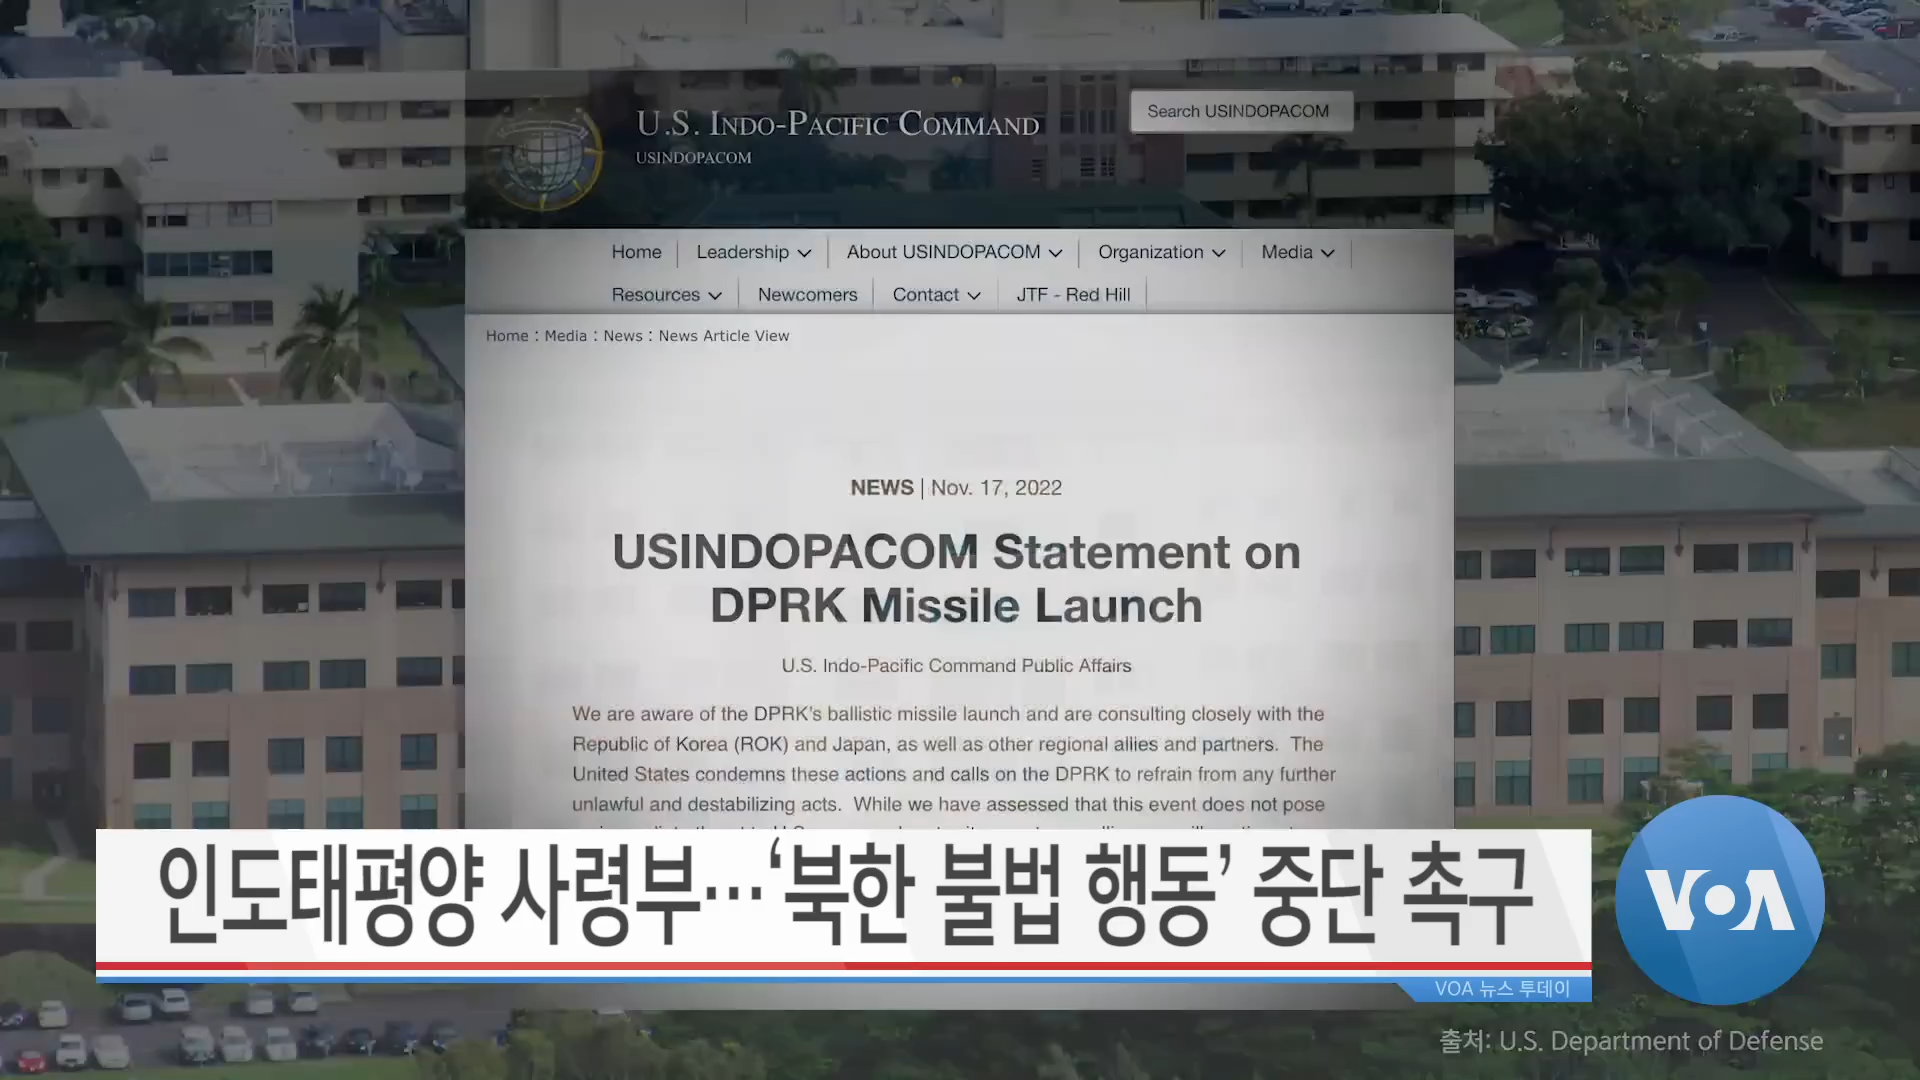 U.S. INDO-PACIFIC COMMAND
USINDOPACOM
Search USINDOPACOM
Home Leadership About USINDOPACOM Organization Media
Resources Newcomers Contact JTF - Red Hill
Home : Media : News : News Article View
NEWS | Nov. 17, 2022
USINDOPACOM Statement on
DPRK Missile Launch
U.S. Indo-Pacific Command Public Affairs
We are aware of the DPRK's ballistic missile launch and are consulting closely with the
Republic of Korea (ROK) and Japan, as well as other regional allies and partners. The
United States condemns these actions and calls on the DPRK to refrain from any further
unlawful and destabilizing acts. While we have assessed that this event does not pose
인도태평양 사령부…‘북한 불법 행동’ 중단 촉구
VOA
VOA 뉴스 투데이
출처: U.S. Department of Defense